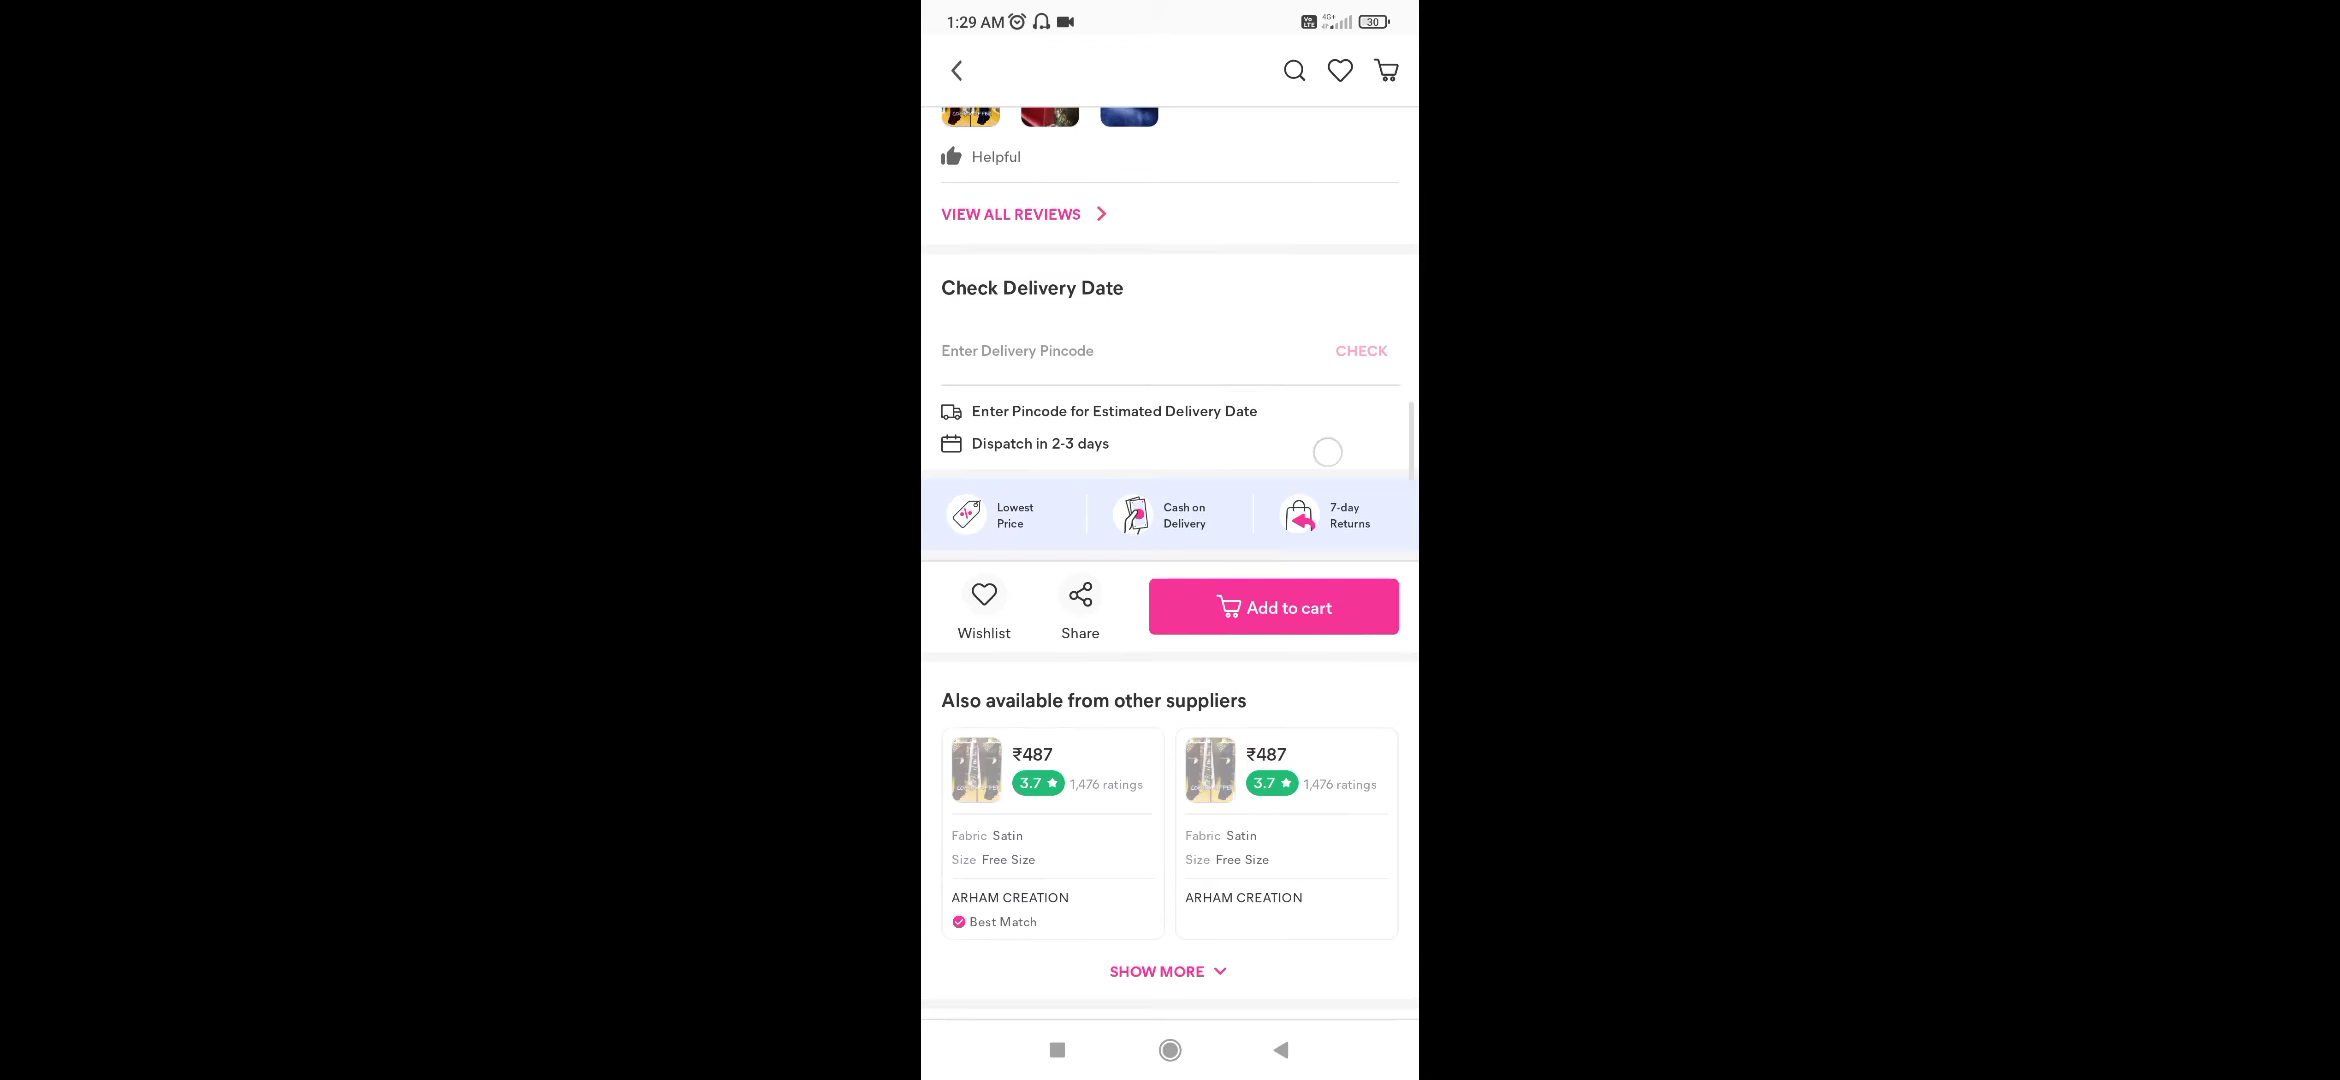 1:29 AM
Vo LTE 4G+ 30
Helpful
VIEW ALL REVIEWS
Check Delivery Date
Enter Delivery Pincode CHECK
Enter Pincode for Estimated Delivery Date
Dispatch in 2-3 days
Lowest Price
Cash on Delivery
7-day Returns
Wishlist Share Add to cart
Also available from other suppliers
₹487 ₹487
3.7 1,476 ratings 3.7 1,476 ratings
Fabric Satin Fabric Satin
Size Free Size Size Free Size
ARHAM CREATION ARHAM CREATION
Best Match
SHOW MORE